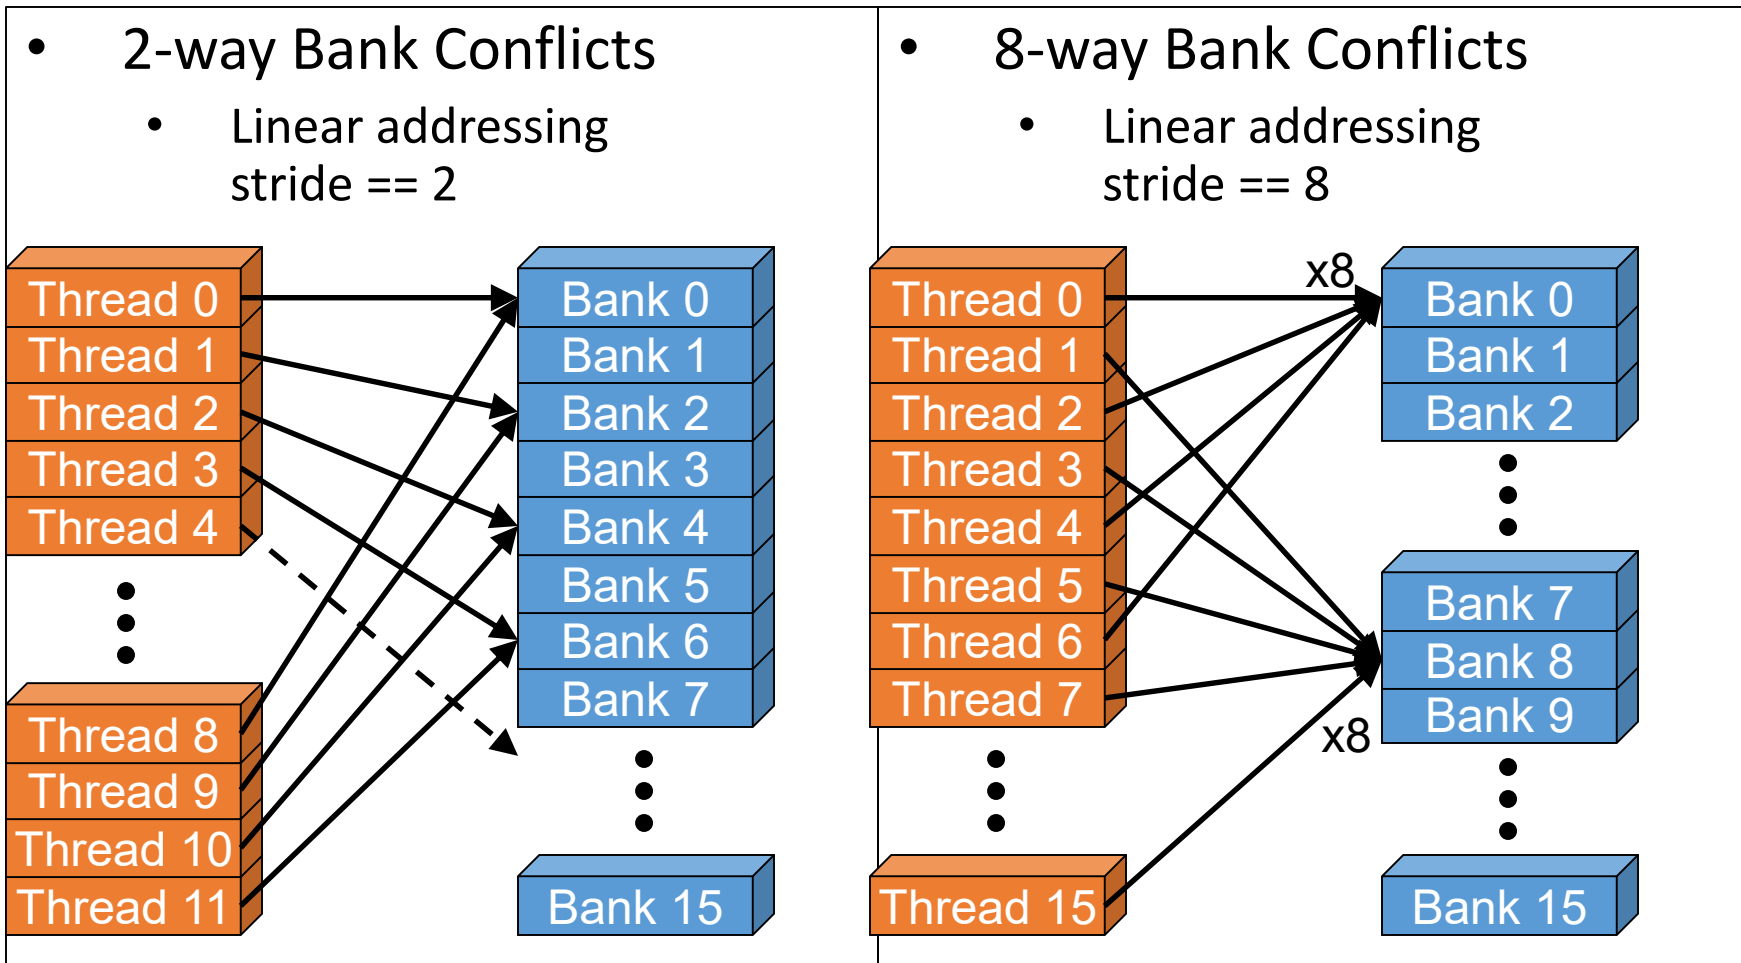 • 2-way Bank Conflicts
• Linear addressing
stride == 2
Thread 0
Thread 1
Thread 2
Thread 3
Thread 4
Thread 8
Thread 9
Thread 10
Thread 11
Bank 0
Bank 1
Bank 2
Bank 3
Bank 4
Bank 5
Bank 6
Bank 7
Bank 15
• 8-way Bank Conflicts
• Linear addressing
stride == 8
Thread 0
Thread 1
Thread 2
Thread 3
Thread 4
Thread 5
Thread 6
Thread 7
Thread 15
x8
x8
Bank 0
Bank 1
Bank 2
Bank 7
Bank 8
Bank 9
Bank 15